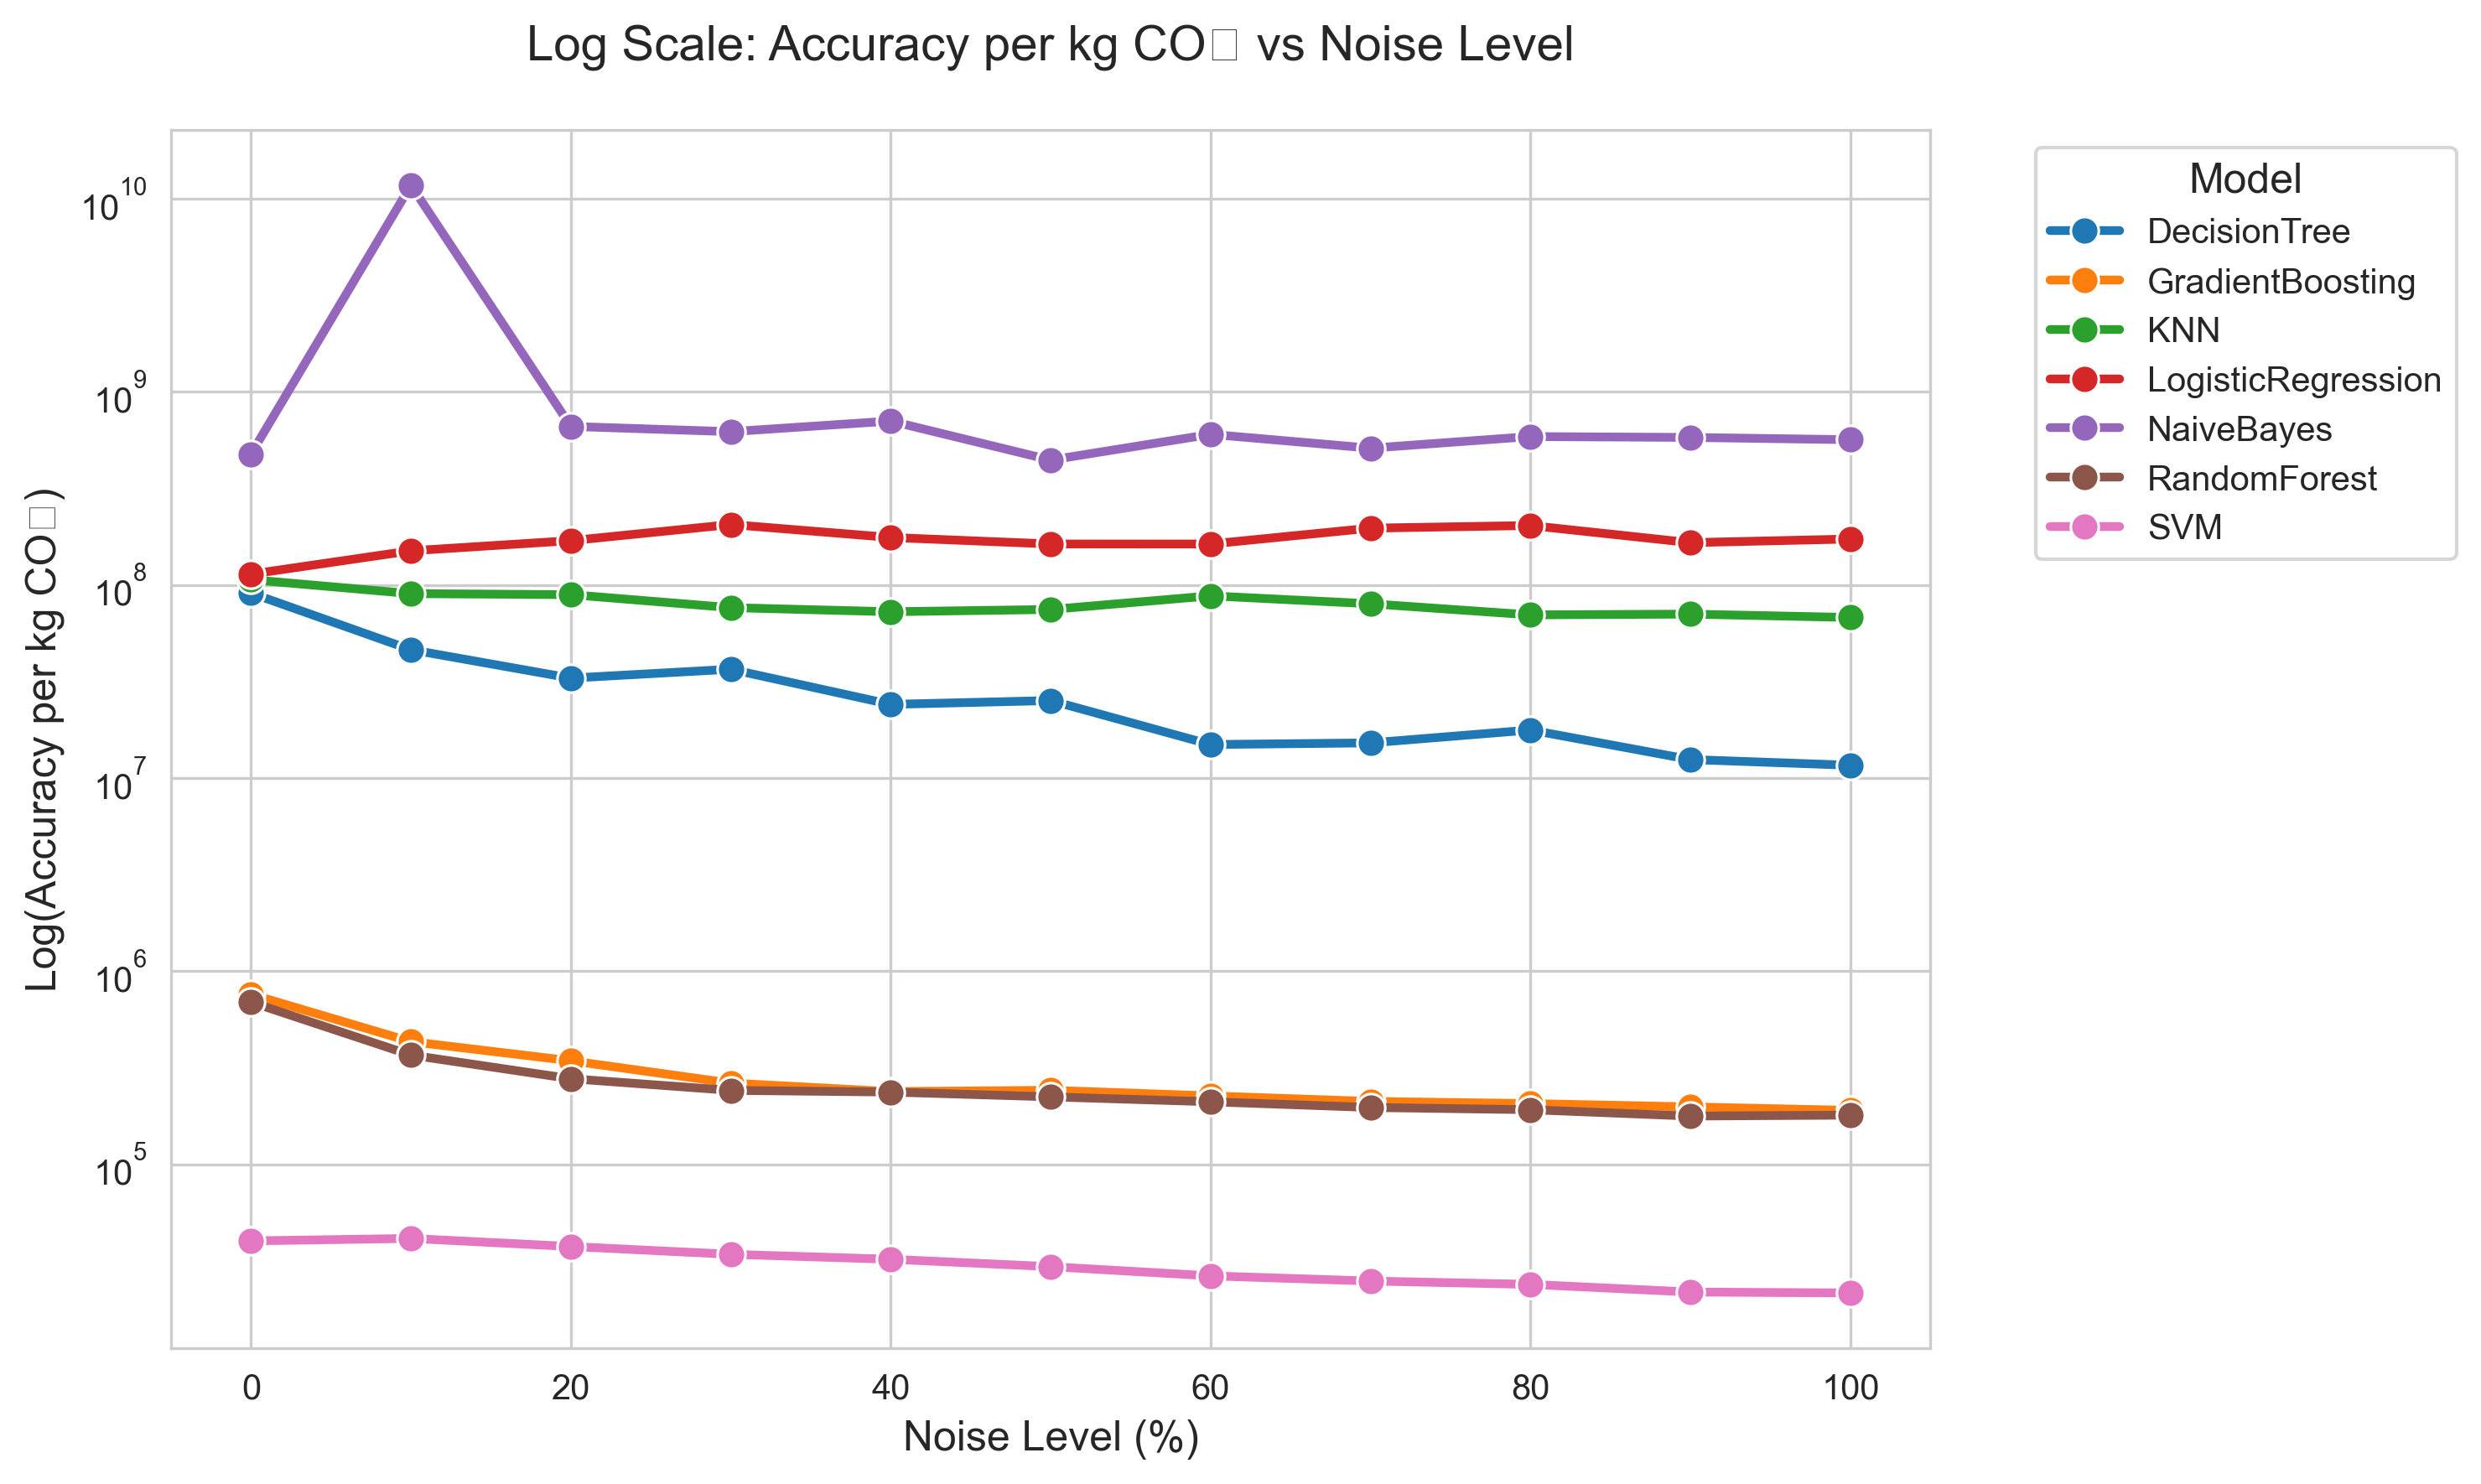 Log Scale: Accuracy per kg CO□ vs Noise Level
Log(Accuracy per kg CO□)
10^10
10^9
10^8
10^7
10^6
10^5
0 20 40 60 80 100
Noise Level (%)
Model
DecisionTree
GradientBoosting
KNN
LogisticRegression
NaiveBayes
RandomForest
SVM